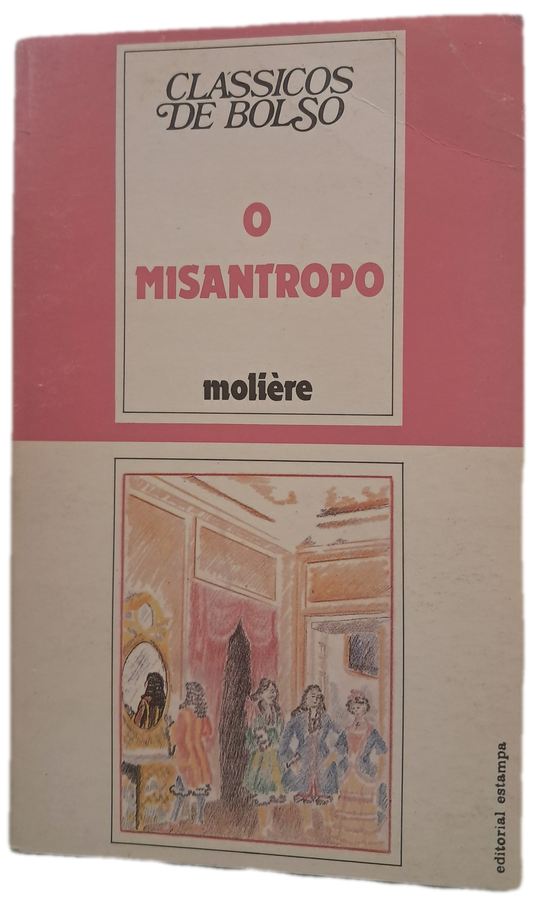 CLÁSSICOS
DE BOLSO
O
MISANTROPO
molière
editorial estampa